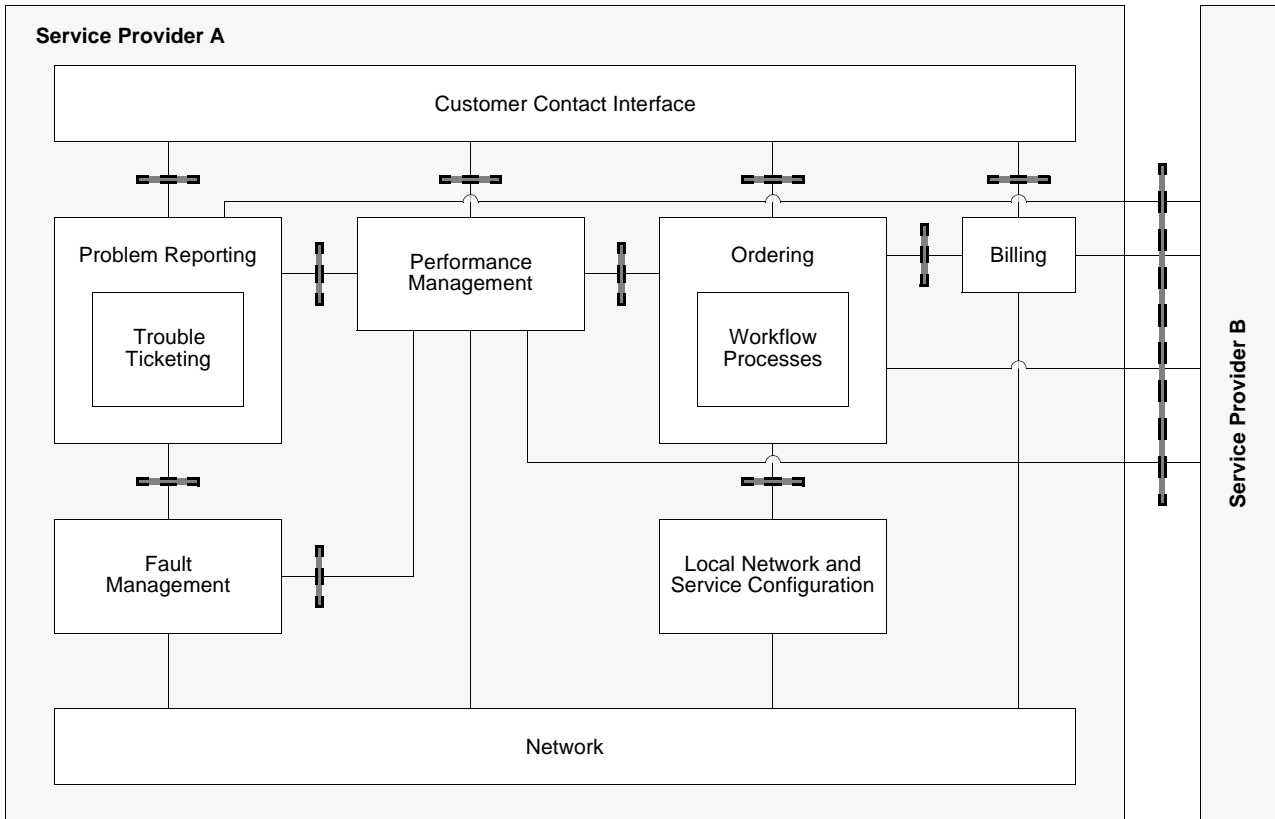 Service Provider A
Customer Contact Interface
Problem Reporting
Trouble
Ticketing
Performance
Management
Ordering
Workflow
Processes
Billing
Fault
Management
Local Network and
Service Configuration
Network
Service Provider B